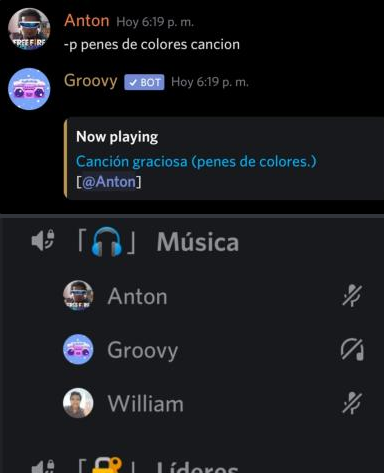 Anton Hoy 6:19 p. m.
-p penes de colores cancion
FREE FIRE
Groovy ✓ BOT Hoy 6:19 p. m.
Now playing
Canción graciosa (penes de colores.)
[@Anton]
「🎧」 Música
Anton
Groovy
William
Líderes